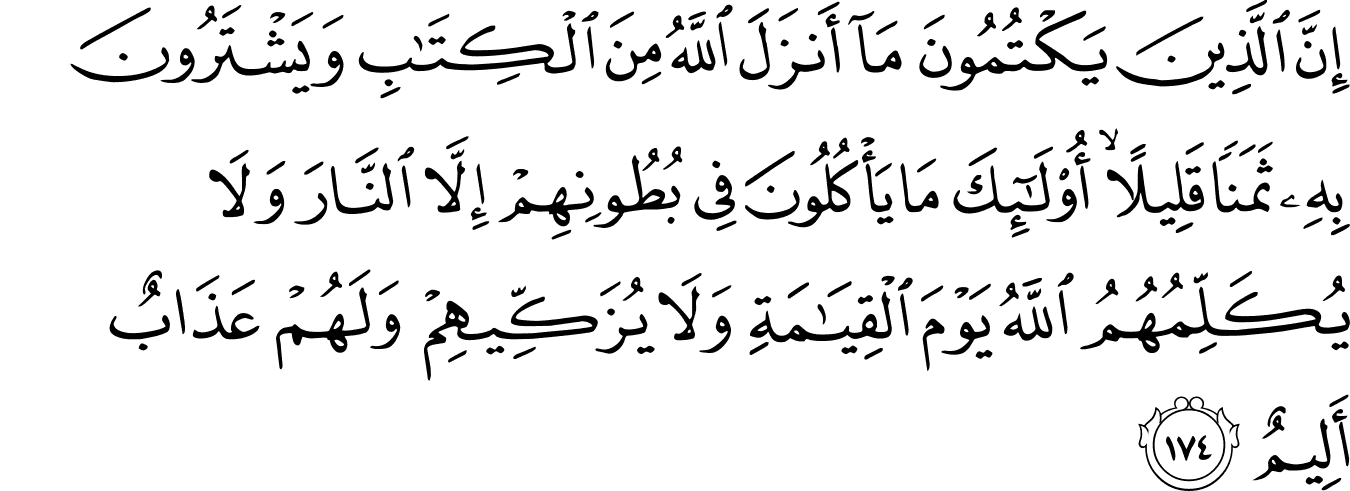 إِنَّ ٱلَّذِينَ يَكْتُمُونَ مَآ أَنزَلَ ٱللَّهُ مِنَ ٱلْكِتَٰبِ وَيَشْتَرُونَ
بِهِۦ ثَمَنًا قَلِيلًا ۙ أُو۟لَٰٓئِكَ مَا يَأْكُلُونَ فِى بُطُونِهِمْ إِلَّا ٱلنَّارَ وَلَا
يُكَلِّمُهُمُ ٱللَّهُ يَوْمَ ٱلْقِيَٰمَةِ وَلَا يُزَكِّيهِمْ وَلَهُمْ عَذَابٌ
أَلِيمٌ ١٧٤